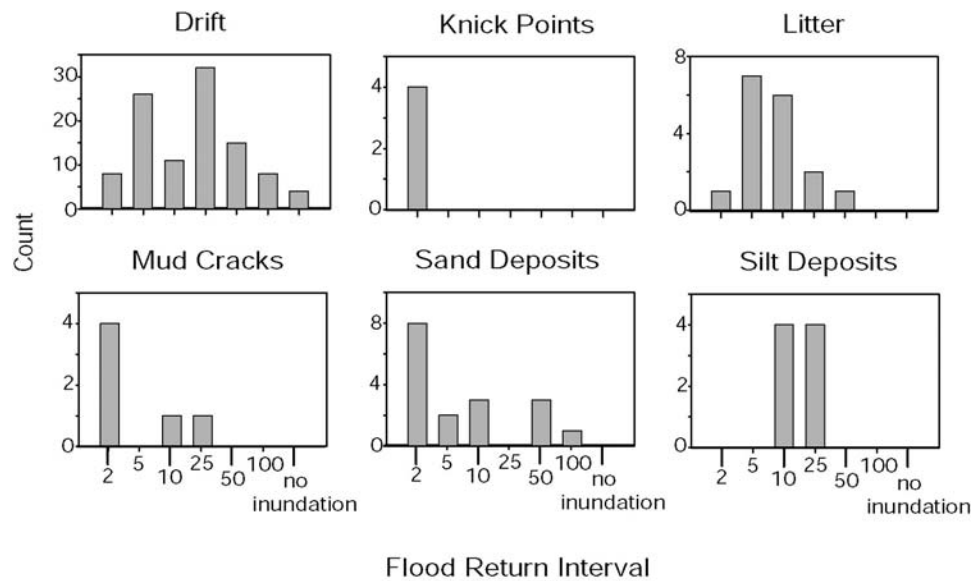 Drift
Knick Points
Litter
30
20
10
0
4
2
0
8
4
0
Count
Mud Cracks
Sand Deposits
Silt Deposits
4
2
0
8
4
0
4
2
0
2 5 10 25 50 100 no inundation
2 5 10 25 50 100 no inundation
2 5 10 25 50 100 no inundation
Flood Return Interval